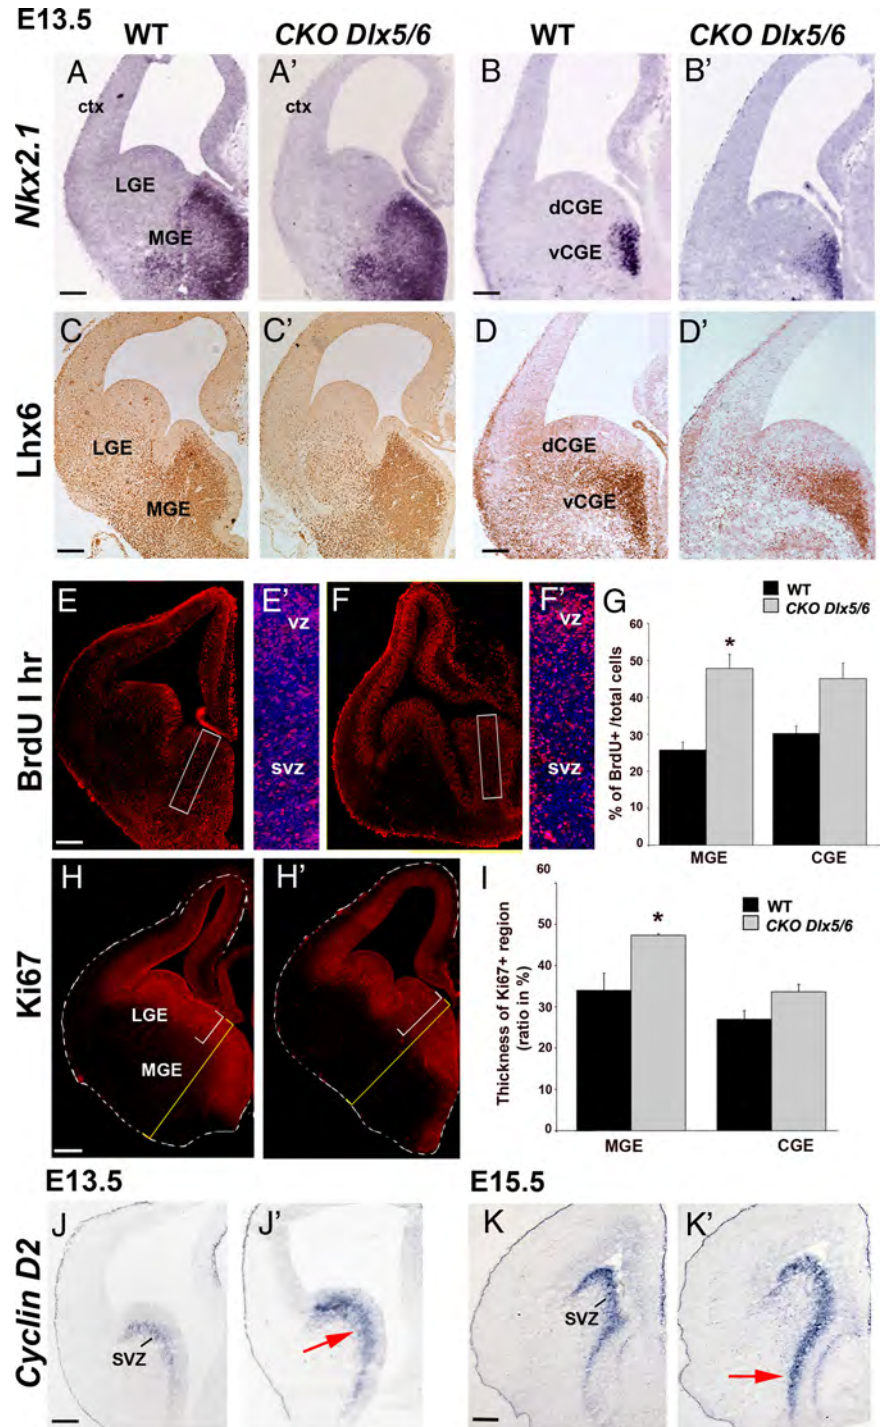 E13.5
WT
CKO Dlx5/6
WT
CKO Dlx5/6
Nkx2.1
A
ctx
LGE
MGE
A'
ctx
B
dCGE
vCGE
B'
Lhx6
C
LGE
MGE
C'
D
dCGE
vCGE
D'
BrdU I hr
E
E'
VZ
SVZ
F
F'
VZ
SVZ
G
WT
CKO Dlx5/6
% of BrdU+ /total cells
60
50
40
30
20
10
0
*
MGE
CGE
Ki67
H
LGE
MGE
H'
I
WT
CKO Dlx5/6
Thickness of Ki67+ region
(ratio in %)
60
50
40
30
20
10
0
*
MGE
CGE
E13.5
E15.5
Cyclin D2
J
SVZ
J'
K
SVZ
K'